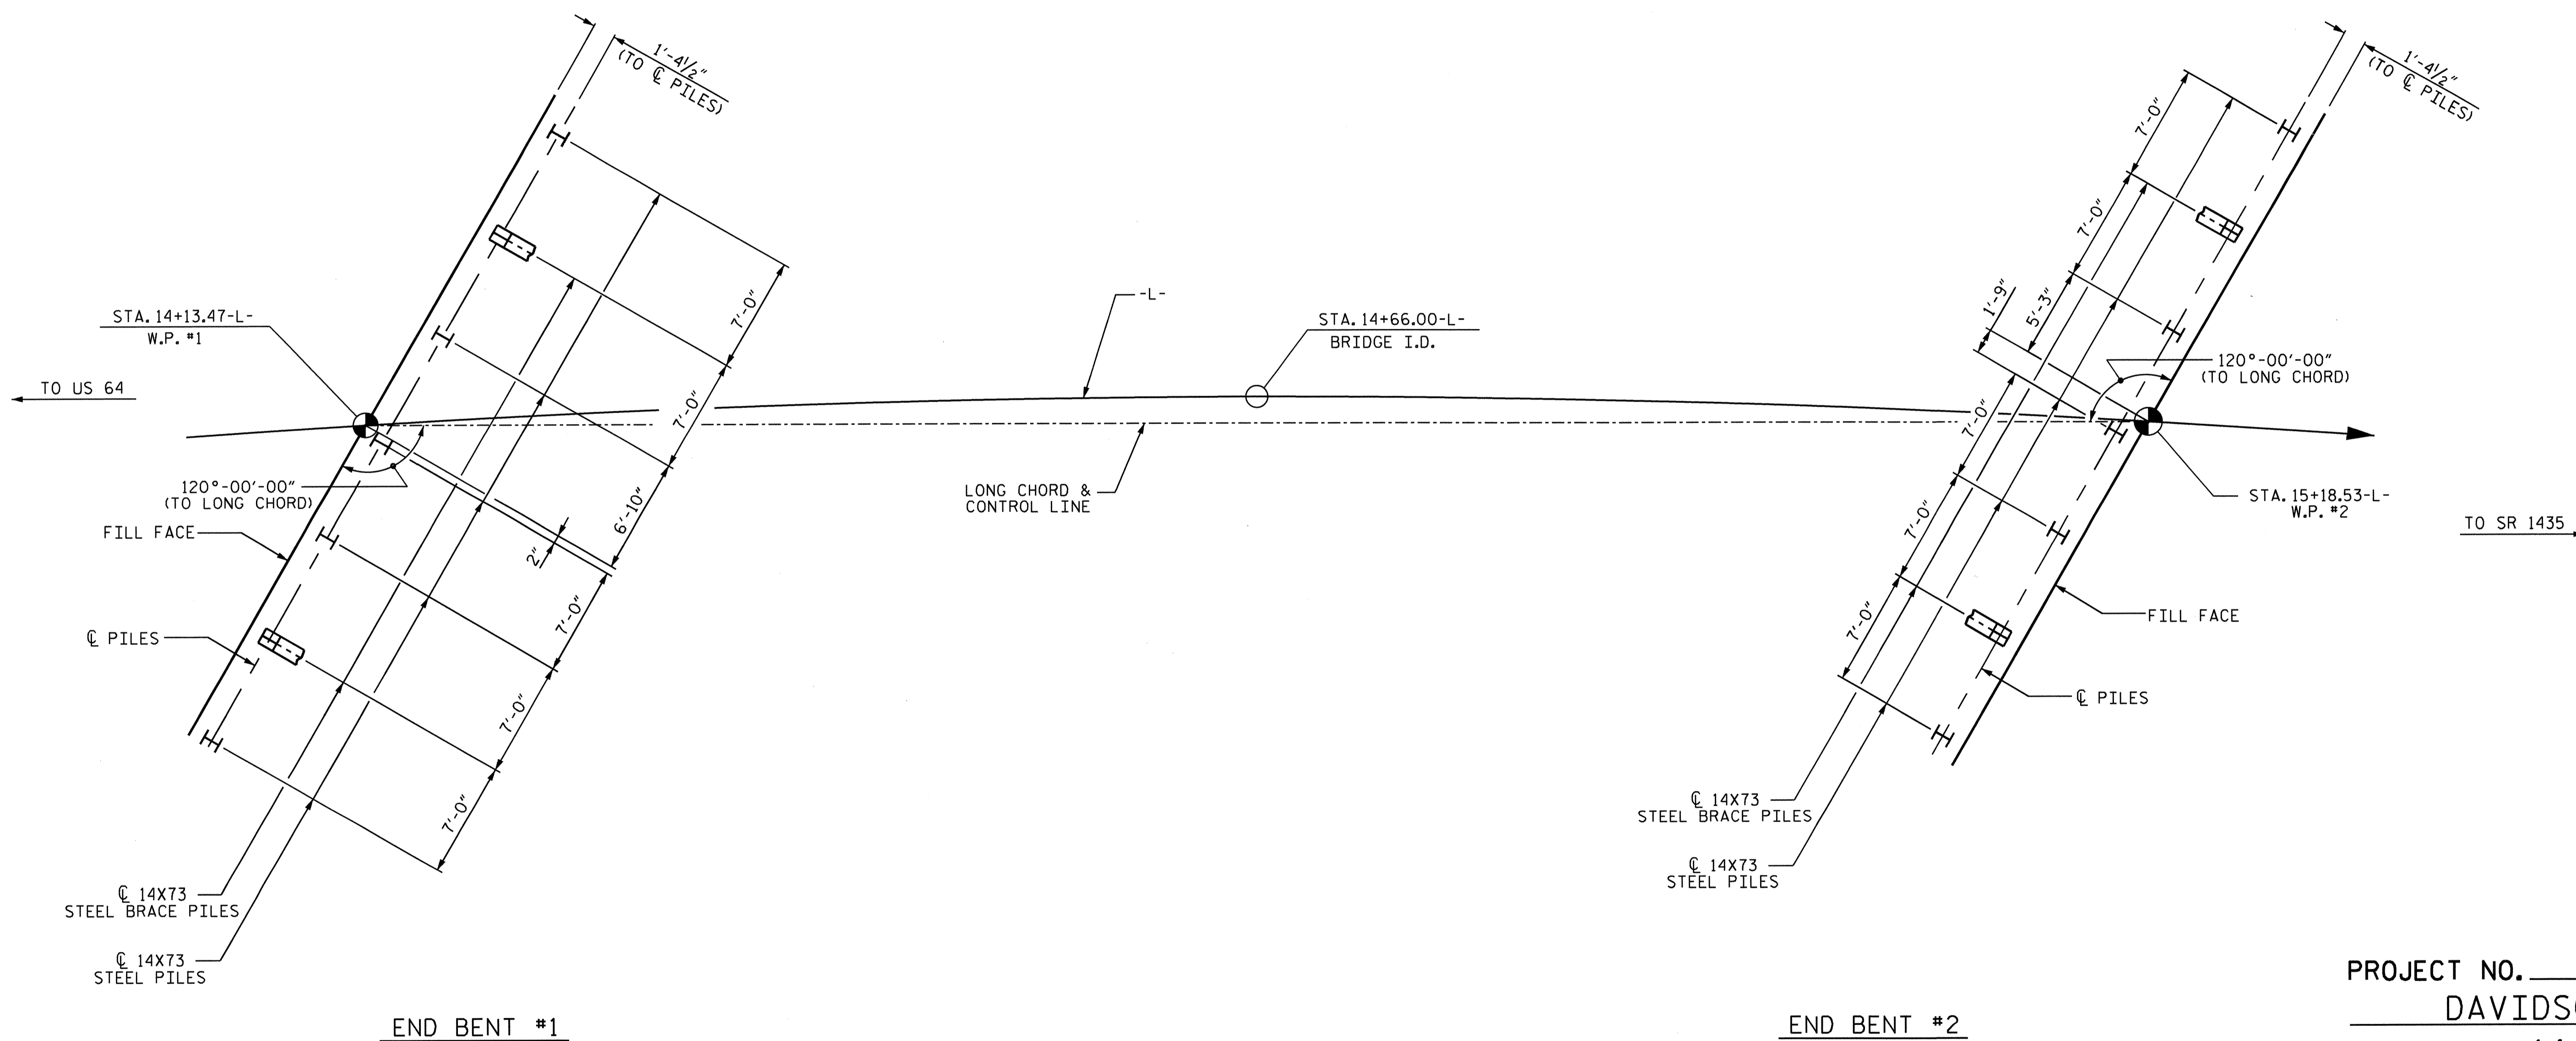 1'-4½"
(TO ℄ PILES)
1'-4½"
(TO ℄ PILES)
7'-0"
7'-0"
5'-3"
1'-9"
7'-0"
7'-0"
7'-0"
7'-0"
7'-0"
6'-10"
2"
7'-0"
7'-0"
7'-0"
STA. 14+13.47-L-
W.P. #1
TO US 64
-L-
STA. 14+66.00-L-
BRIDGE I.D.
120°-00'-00"
(TO LONG CHORD)
120°-00'-00"
(TO LONG CHORD)
LONG CHORD &
CONTROL LINE
STA. 15+18.53-L-
W.P. #2
TO SR 1435
FILL FACE
FILL FACE
℄ PILES
℄ PILES
℄ 14X73
STEEL BRACE PILES
℄ 14X73
STEEL PILES
℄ 14X73
STEEL BRACE PILES
℄ 14X73
STEEL PILES
END BENT #1
END BENT #2
PROJECT NO.
DAVIDS